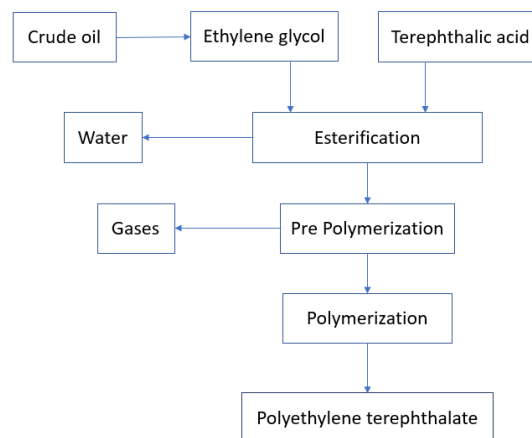 Crude oil
Ethylene glycol
Terephthalic acid
Water
Esterification
Gases
Pre Polymerization
Polymerization
Polyethylene terephthalate